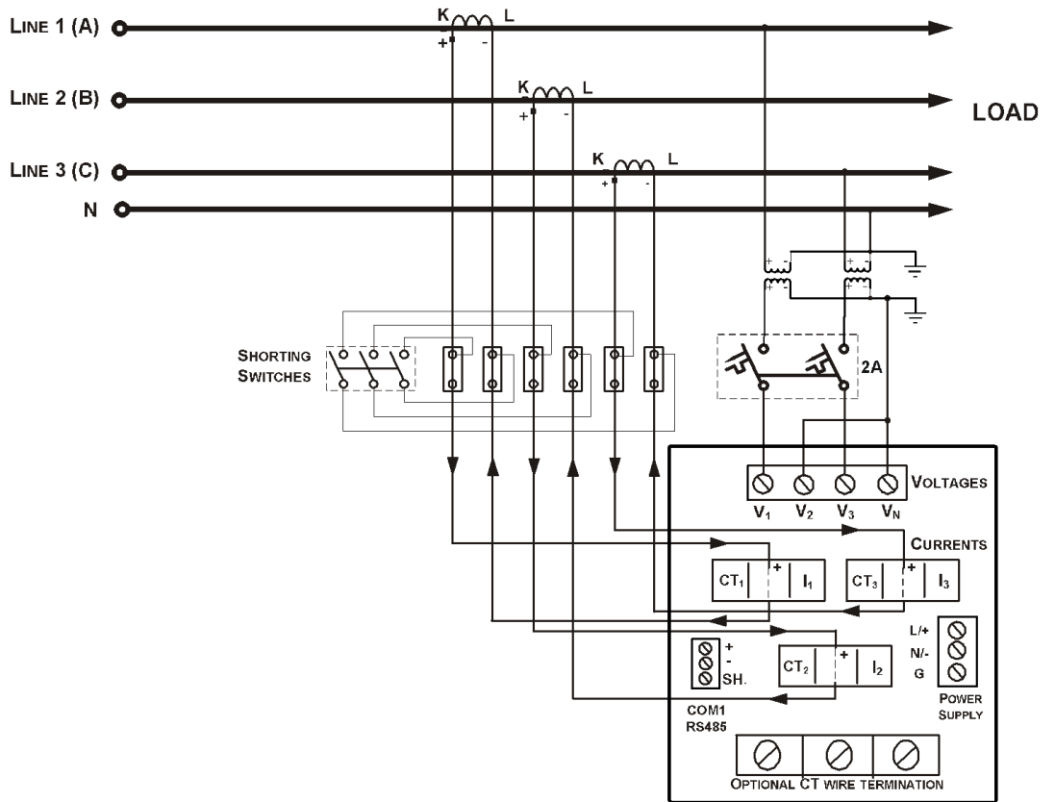 K L
LINE 1 (A)
+ -
K L
LINE 2 (B)
+ -
LOAD
K L
LINE 3 (C)
+ -
N
+ - + -
+ - + -
SHORTING
SWITCHES
2A
VOLTAGES
V1 V2 V3 VN
CURRENTS
CT1 + I1
CT3 + I3
L/+
N/-
G
+
-
SH.
CT2 + I2
COM1
RS485
POWER
SUPPLY
OPTIONAL CT WIRE TERMINATION